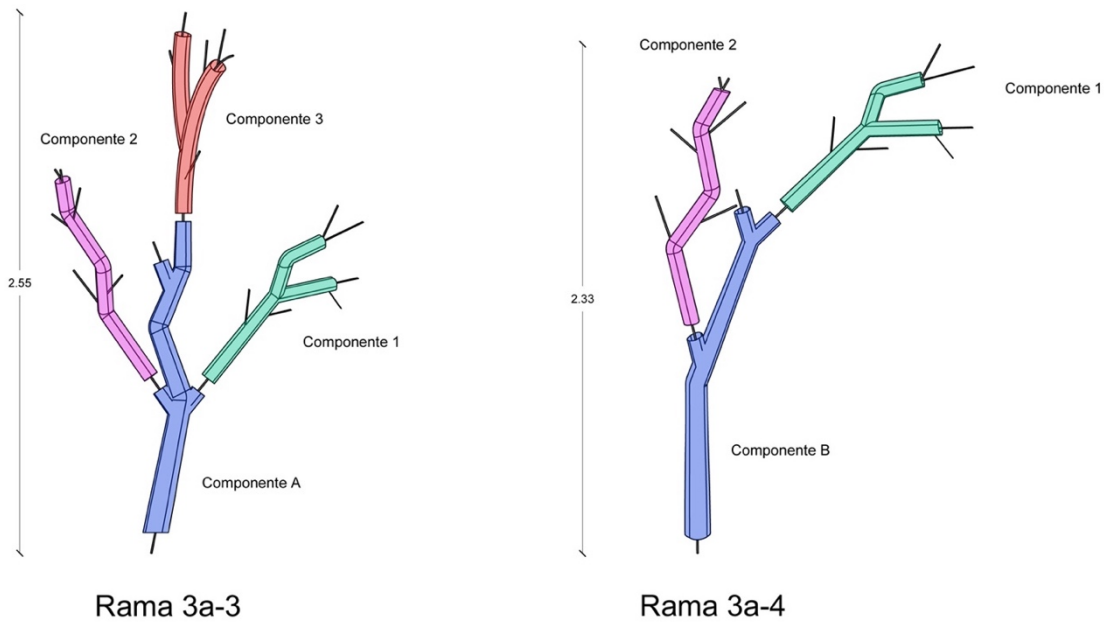 Componente 2
Componente 3
2.55
Componente 1
Componente A
Rama 3a-3
Componente 2
Componente 1
2.33
Componente B
Rama 3a-4